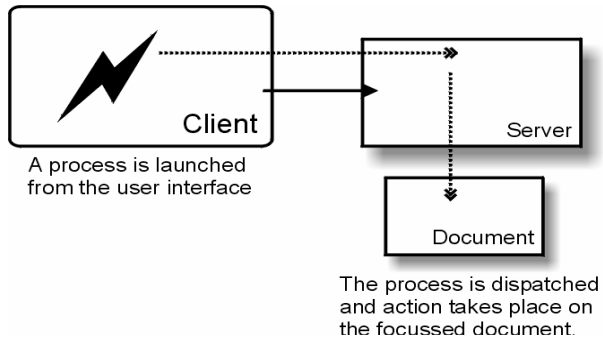 Client
Server
A process is launched
from the user interface
Document
The process is dispatched
and action takes place on
the focussed document.